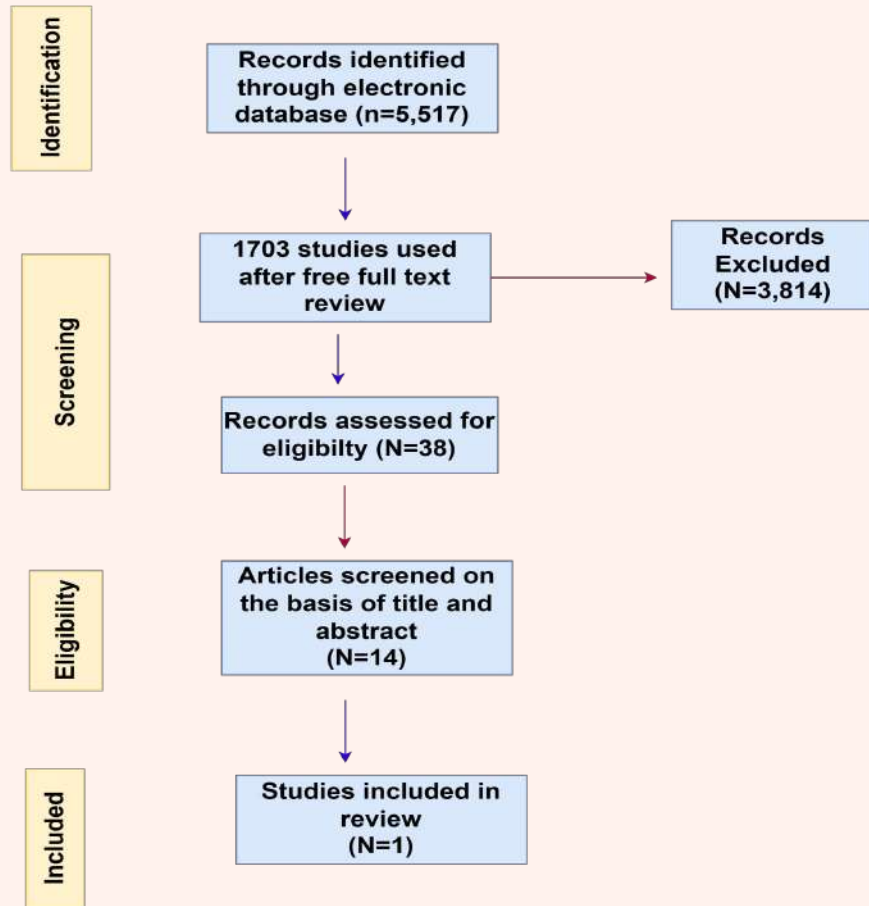 Identification
Records identified
through electronic
database (n=5,517)
Screening
1703 studies used
after free full text
review
Records
Excluded
(N=3,814)
Records assessed for
eligibilty (N=38)
Eligibility
Articles screened on
the basis of title and
abstract
(N=14)
Included
Studies included in
review
(N=1)